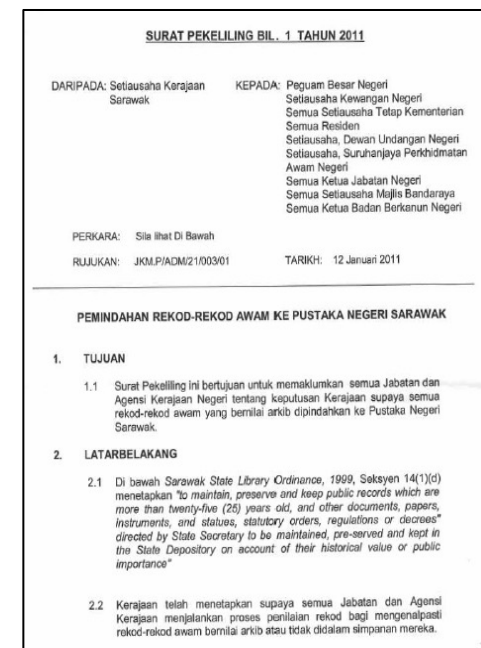 SURAT PEKELILING BIL. 1 TAHUN 2011
DARIPADA: Setiausaha Kerajaan
Sarawak
KEPADA: Peguam Besar Negeri
Setiausaha Kewangan Negeri
Semua Setiausaha Tetap Kementerian
Semua Residen
Setiausaha, Dewan Undangan Negeri
Setiausaha, Suruhanjaya Perkhidmatan
Awam Negeri
Semua Ketua Jabatan Negeri
Semua Setiausaha Majlis Bandaraya
Semua Ketua Badan Berkanun Negeri
PERKARA: Sila lihat Di Bawah
RUJUKAN: JKM.P/ADM/21/003/01
TARIKH: 12 Januari 2011
PEMINDAHAN REKOD-REKOD AWAM KE PUSTAKA NEGERI SARAWAK
1. TUJUAN
1.1 Surat Pekeliling ini bertujuan untuk memaklumkan semua Jabatan dan
Agensi Kerajaan Negeri tentang keputusan Kerajaan supaya semua
rekod-rekod awam yang bernilai arkib dipindahkan ke Pustaka Negeri
Sarawak.
2. LATARBELAKANG
2.1 Di bawah Sarawak State Library Ordinance, 1999, Seksyen 14(1)(d)
menetapkan "to maintain, preserve and keep public records which are
more than twenty-five (25) years old, and other documents, papers,
instruments, and statues, statutory orders, regulations or decrees"
directed by State Secretary to be maintained, pre-served and kept in
the State Depository on account of their historical value or public
importance"
2.2 Kerajaan telah menetapkan supaya semua Jabatan dan Agensi
Kerajaan menjalankan proses penilaian rekod bagi mengenalpasti
rekod-rekod awam bernilai arkib atau tidak didalam simpanan mereka.